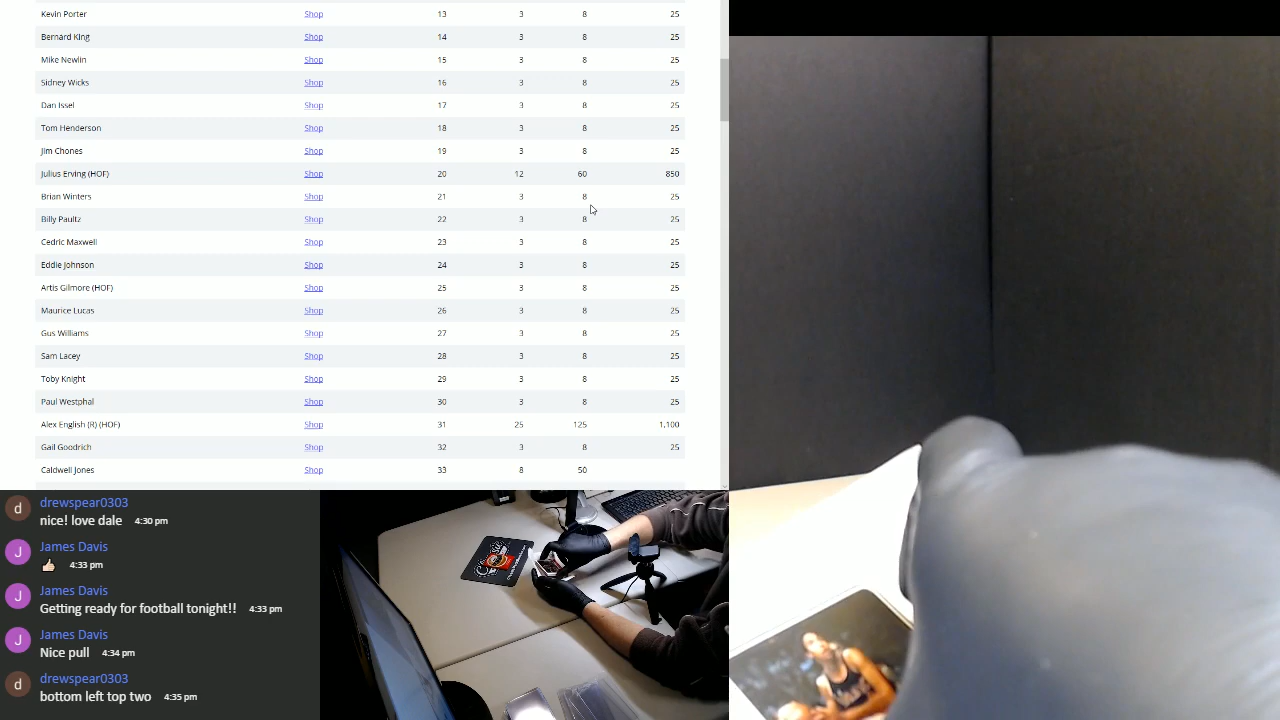 Kevin Porter Shop 13 3 8 25
Bernard King Shop 14 3 8 25
Mike Newlin Shop 15 3 8 25
Sidney Wicks Shop 16 3 8 25
Dan Issel Shop 17 3 8 25
Tom Henderson Shop 18 3 8 25
Jim Chones Shop 19 3 8 25
Julius Erving (HOF) Shop 20 12 60 850
Brian Winters Shop 21 3 8 25
Billy Paultz Shop 22 3 8 25
Cedric Maxwell Shop 23 3 8 25
Eddie Johnson Shop 24 3 8 25
Artis Gilmore (HOF) Shop 25 3 8 25
Maurice Lucas Shop 26 3 8 25
Gus Williams Shop 27 3 8 25
Sam Lacey Shop 28 3 8 25
Toby Knight Shop 29 3 8 25
Paul Westphal Shop 30 3 8 25
Alex English (R) (HOF) Shop 31 25 125 1,100
Gail Goodrich Shop 32 3 8 25
Caldwell Jones Shop 33 8 50
d drewspear0303
nice! love dale 4:30 pm
J James Davis
👍🏻 4:33 pm
J James Davis
Getting ready for football tonight!! 4:33 pm
J James Davis
Nice pull 4:34 pm
d drewspear0303
bottom left top two 4:35 pm